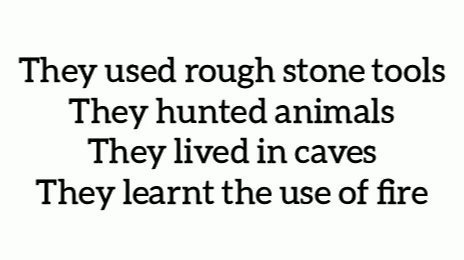 They used rough stone tools
They hunted animals
They lived in caves
They learnt the use of fire